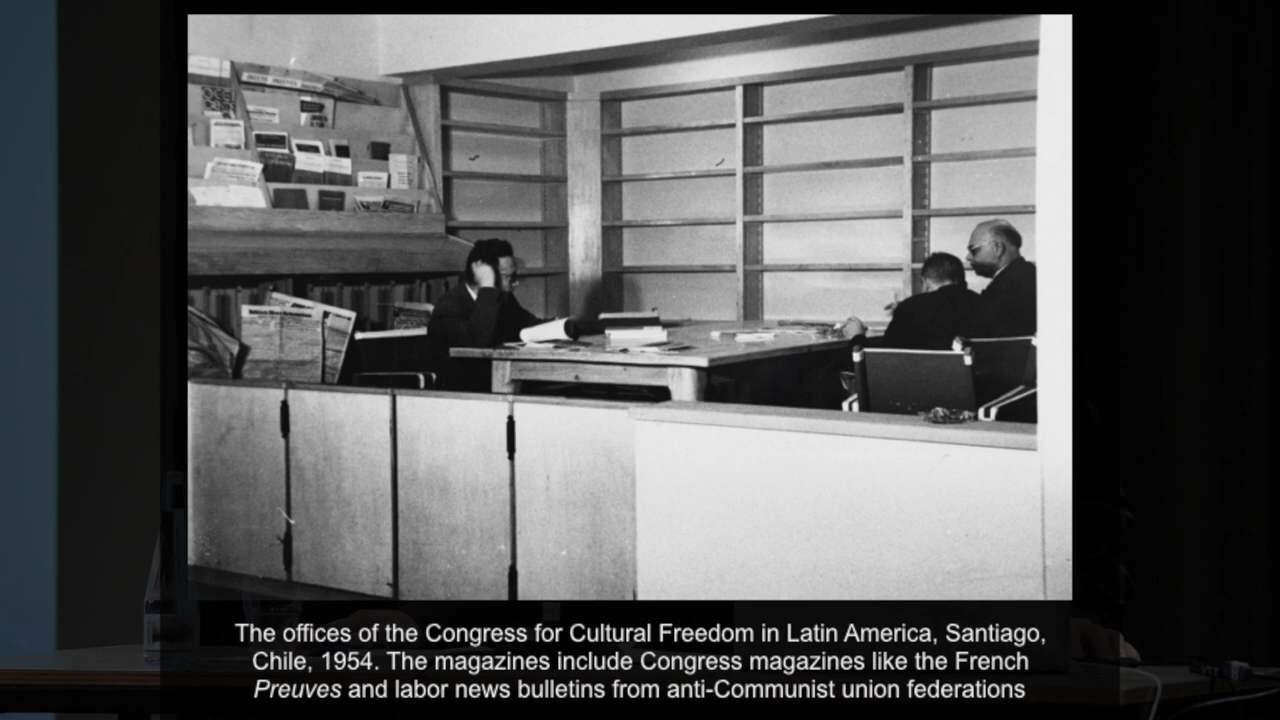 The offices of the Congress for Cultural Freedom in Latin America, Santiago,
Chile, 1954. The magazines include Congress magazines like the French
Preuves and labor news bulletins from anti-Communist union federations